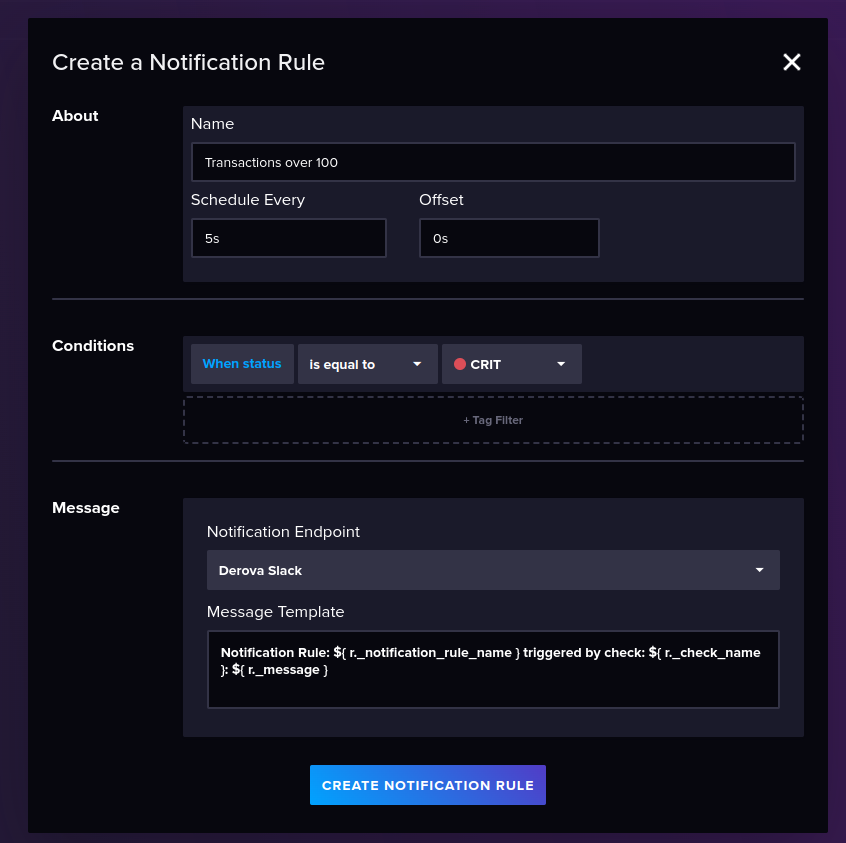 Create a Notification Rule
About
Name
Transactions over 100
Schedule Every
Offset
5s
0s
Conditions
When status
is equal to
CRIT
+ Tag Filter
Message
Notification Endpoint
Derova Slack
Message Template
Notification Rule: ${ r._notification_rule_name } triggered by check: ${ r._check_name
}: ${ r._message }
CREATE NOTIFICATION RULE